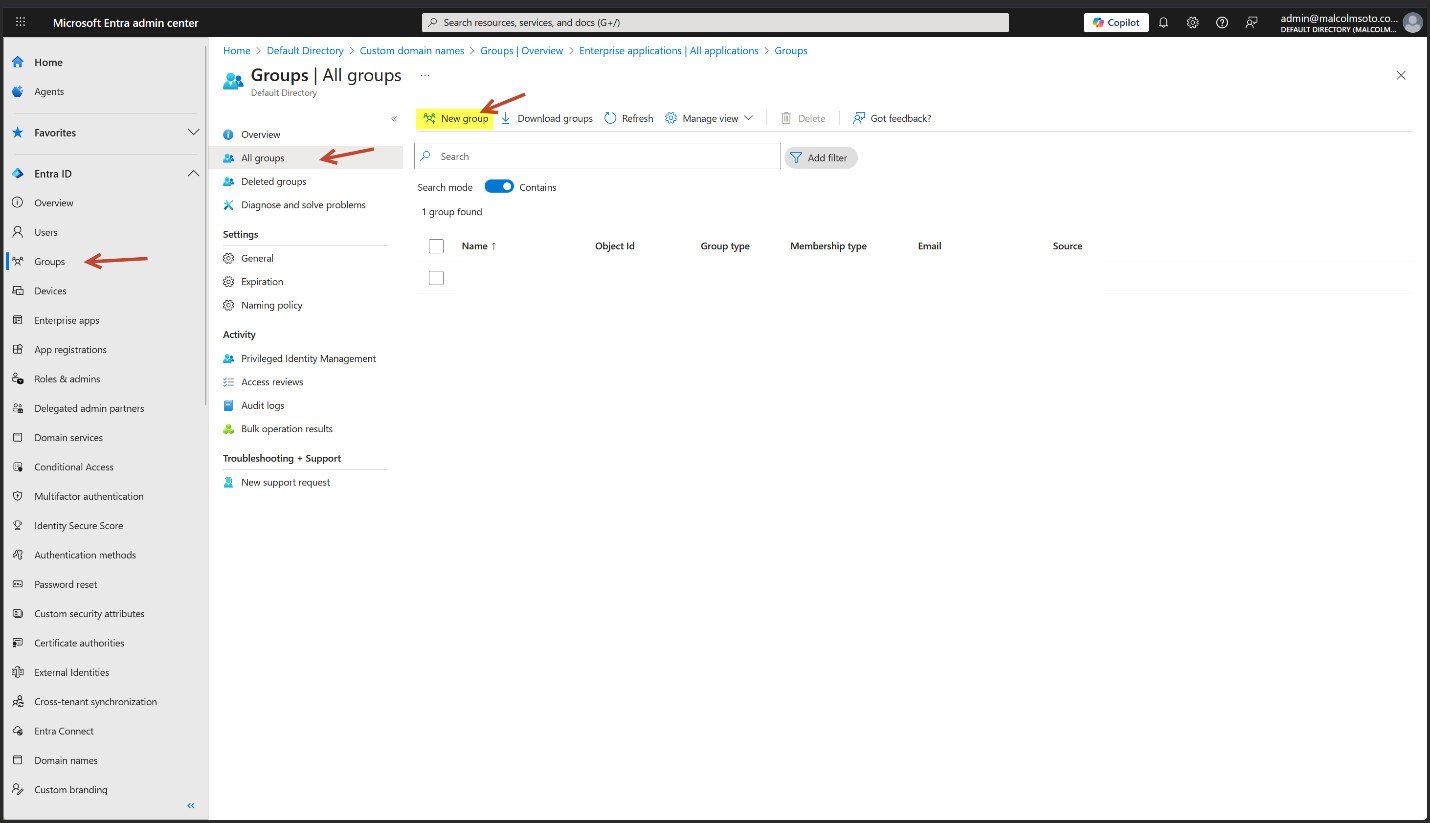 Microsoft Entra admin center
Search resources, services, and docs (G+/)
Copilot
admin@malcolmsoto.co...
DEFAULT DIRECTORY (MALCOLM...
Home
Agents
Favorites
Entra ID
Overview
Users
Groups
Devices
Enterprise apps
App registrations
Roles & admins
Delegated admin partners
Domain services
Conditional Access
Multifactor authentication
Identity Secure Score
Authentication methods
Password reset
Custom security attributes
Certificate authorities
External Identities
Cross-tenant synchronization
Entra Connect
Domain names
Custom branding
Home > Default Directory > Custom domain names > Groups | Overview > Enterprise applications | All applications > Groups
Groups | All groups ...
Default Directory
Overview
All groups
Deleted groups
Diagnose and solve problems
Settings
General
Expiration
Naming policy
Activity
Privileged Identity Management
Access reviews
Audit logs
Bulk operation results
Troubleshooting + Support
New support request
New group Download groups Refresh Manage view Delete Got feedback?
Search
Add filter
Search mode Contains
1 group found
Name ↑ Object Id Group type Membership type Email Source